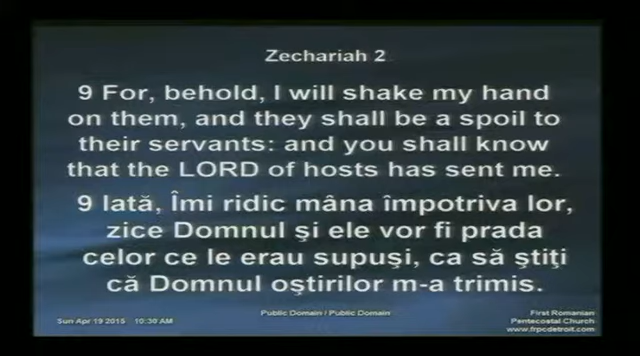 Zechariah 2
9 For, behold, I will shake my hand
on them, and they shall be a spoil to
their servants: and you shall know
that the LORD of hosts has sent me.
9 Iată, Îmi ridic mâna împotriva lor,
zice Domnul şi ele vor fi prada
celor ce le erau supuşi, ca să ştiţi
că Domnul oştirilor m-a trimis.
Public Domain / Public Domain
Sun Apr 19 2015 10:30 AM
First Romanian
Pentecostal Church
www.frpcdetroit.com